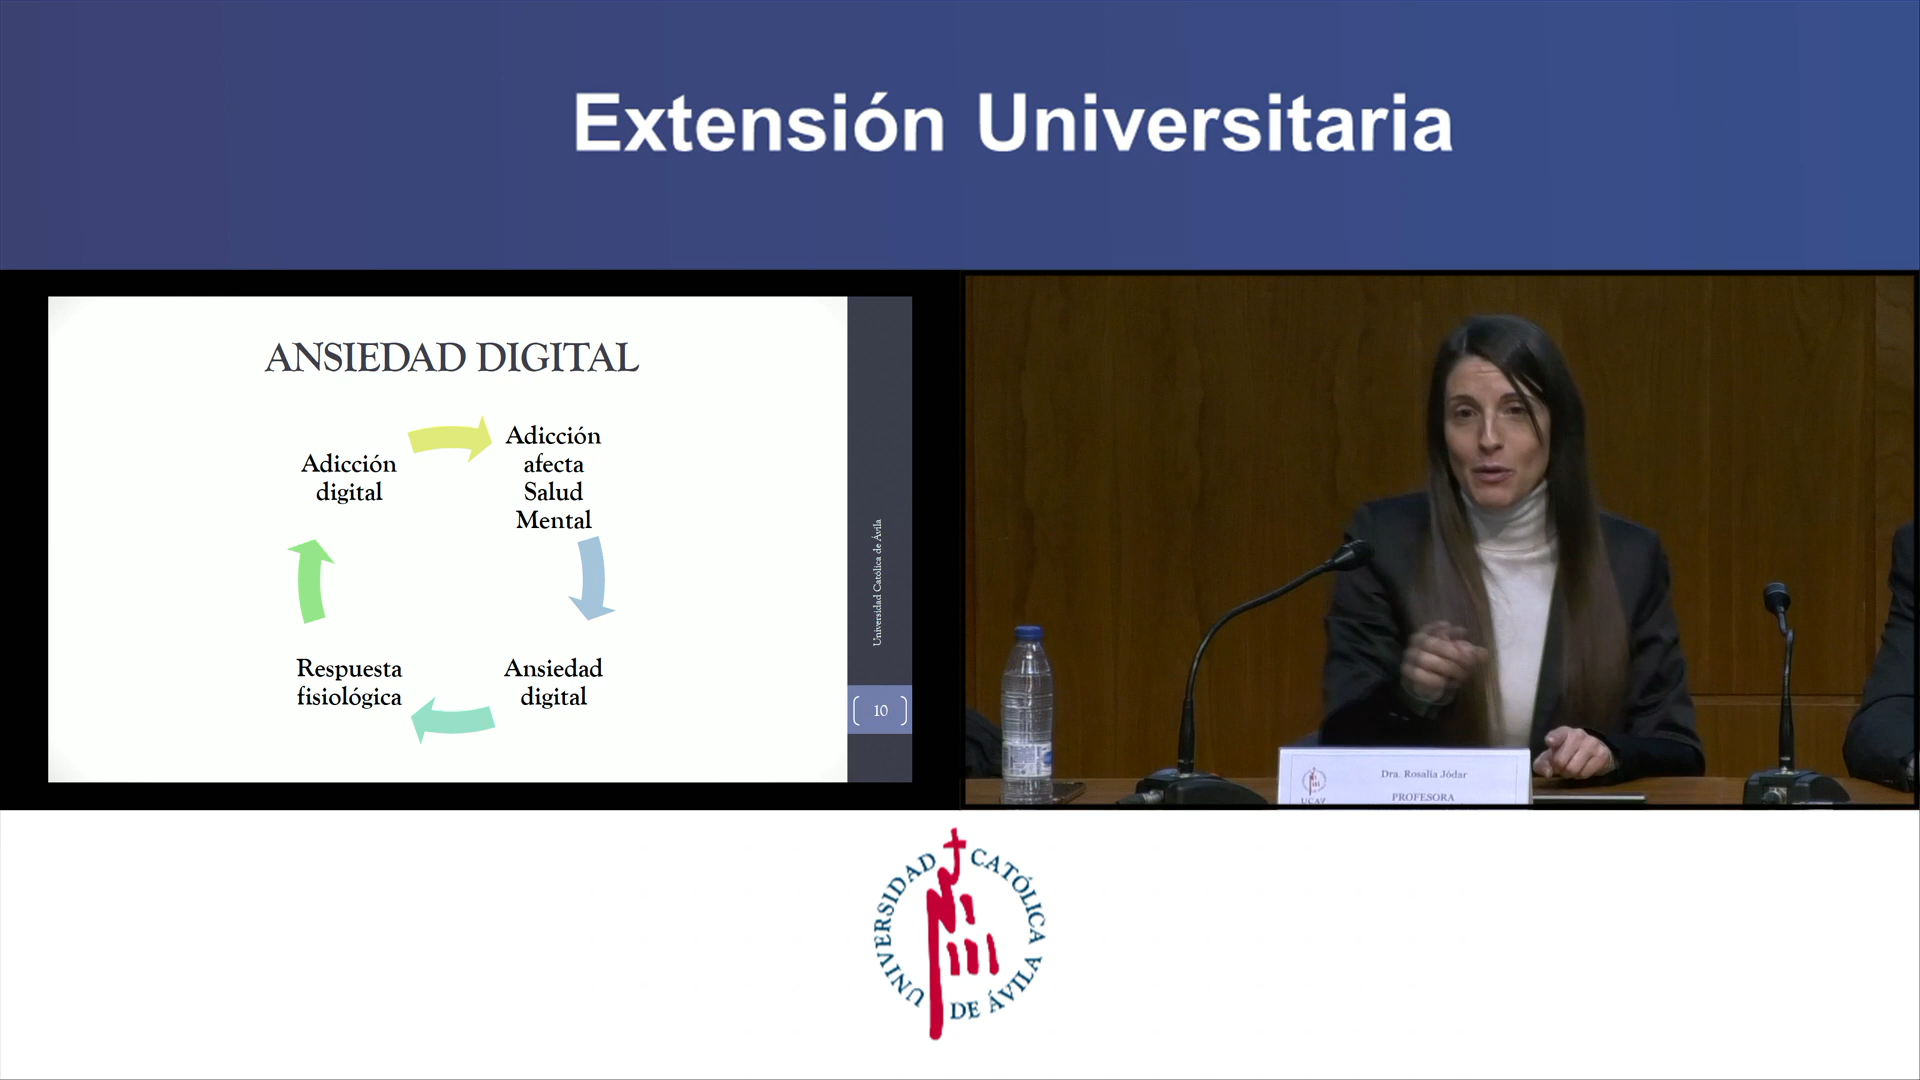 Extensión Universitaria
ANSIEDAD DIGITAL
Adicción
digital
Adicción
afecta
Salud
Mental
Respuesta
fisiológica
Ansiedad
digital
Universidad Católica de Ávila
10
Dra. Rosalía Jódar
PROFESORA
UCAV
UNIVERSIDAD CATÓLICA DE ÁVILA